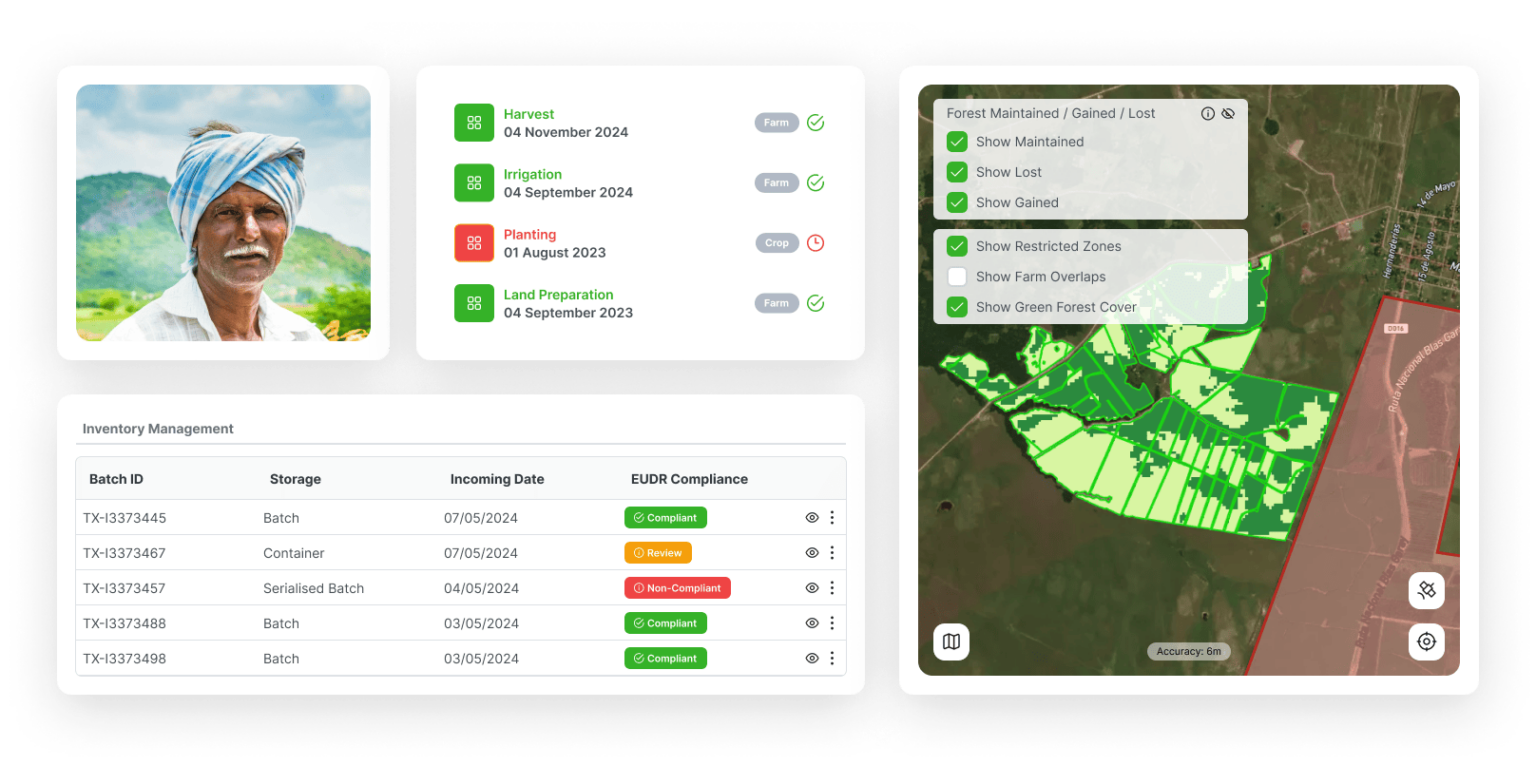 Harvest
04 November 2024
Farm
Irrigation
04 September 2024
Farm
Planting
01 August 2023
Crop
Land Preparation
04 September 2023
Farm
Inventory Management
Batch ID Storage Incoming Date EUDR Compliance
TX-I3373445 Batch 07/05/2024 Compliant
TX-I3373467 Container 07/05/2024 Review
TX-I3373457 Serialised Batch 04/05/2024 Non-Compliant
TX-I3373488 Batch 03/05/2024 Compliant
TX-I3373498 Batch 03/05/2024 Compliant
Forest Maintained / Gained / Lost
Show Maintained
Show Lost
Show Gained
Show Restricted Zones
Show Farm Overlaps
Show Green Forest Cover
14 de Mayo
Hernanderias
15 de Agosto
D016
Ruta Nacional Blas Gar
Accuracy: 6m